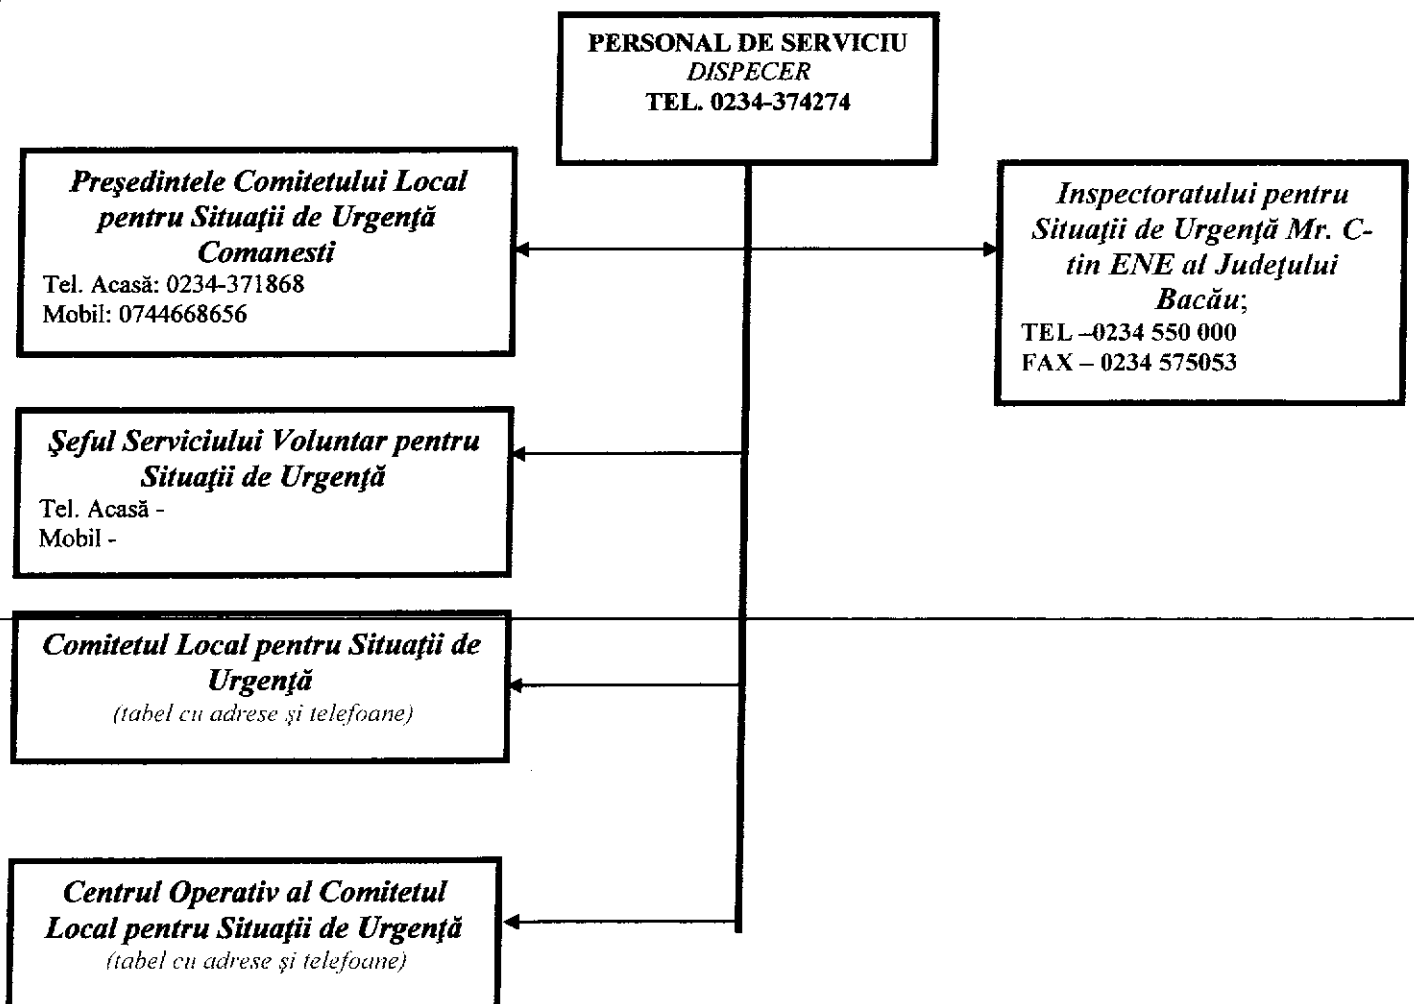 PERSONAL DE SERVICIU
DISPECER
TEL. 0234-374274
Preşedintele Comitetului Local
pentru Situaţii de Urgenţă
Comanesti
Tel. Acasă: 0234-371868
Mobil: 0744668656
Inspectoratului pentru
Situaţii de Urgenţă Mr. C-
tin ENE al Judeţului
Bacău;
TEL –0234 550 000
FAX – 0234 575053
Şeful Serviciului Voluntar pentru
Situaţii de Urgenţă
Tel. Acasă -
Mobil -
Comitetul Local pentru Situaţii de
Urgenţă
(tabel cu adrese şi telefoane)
Centrul Operativ al Comitetul
Local pentru Situaţii de Urgenţă
(tabel cu adrese şi telefoane)